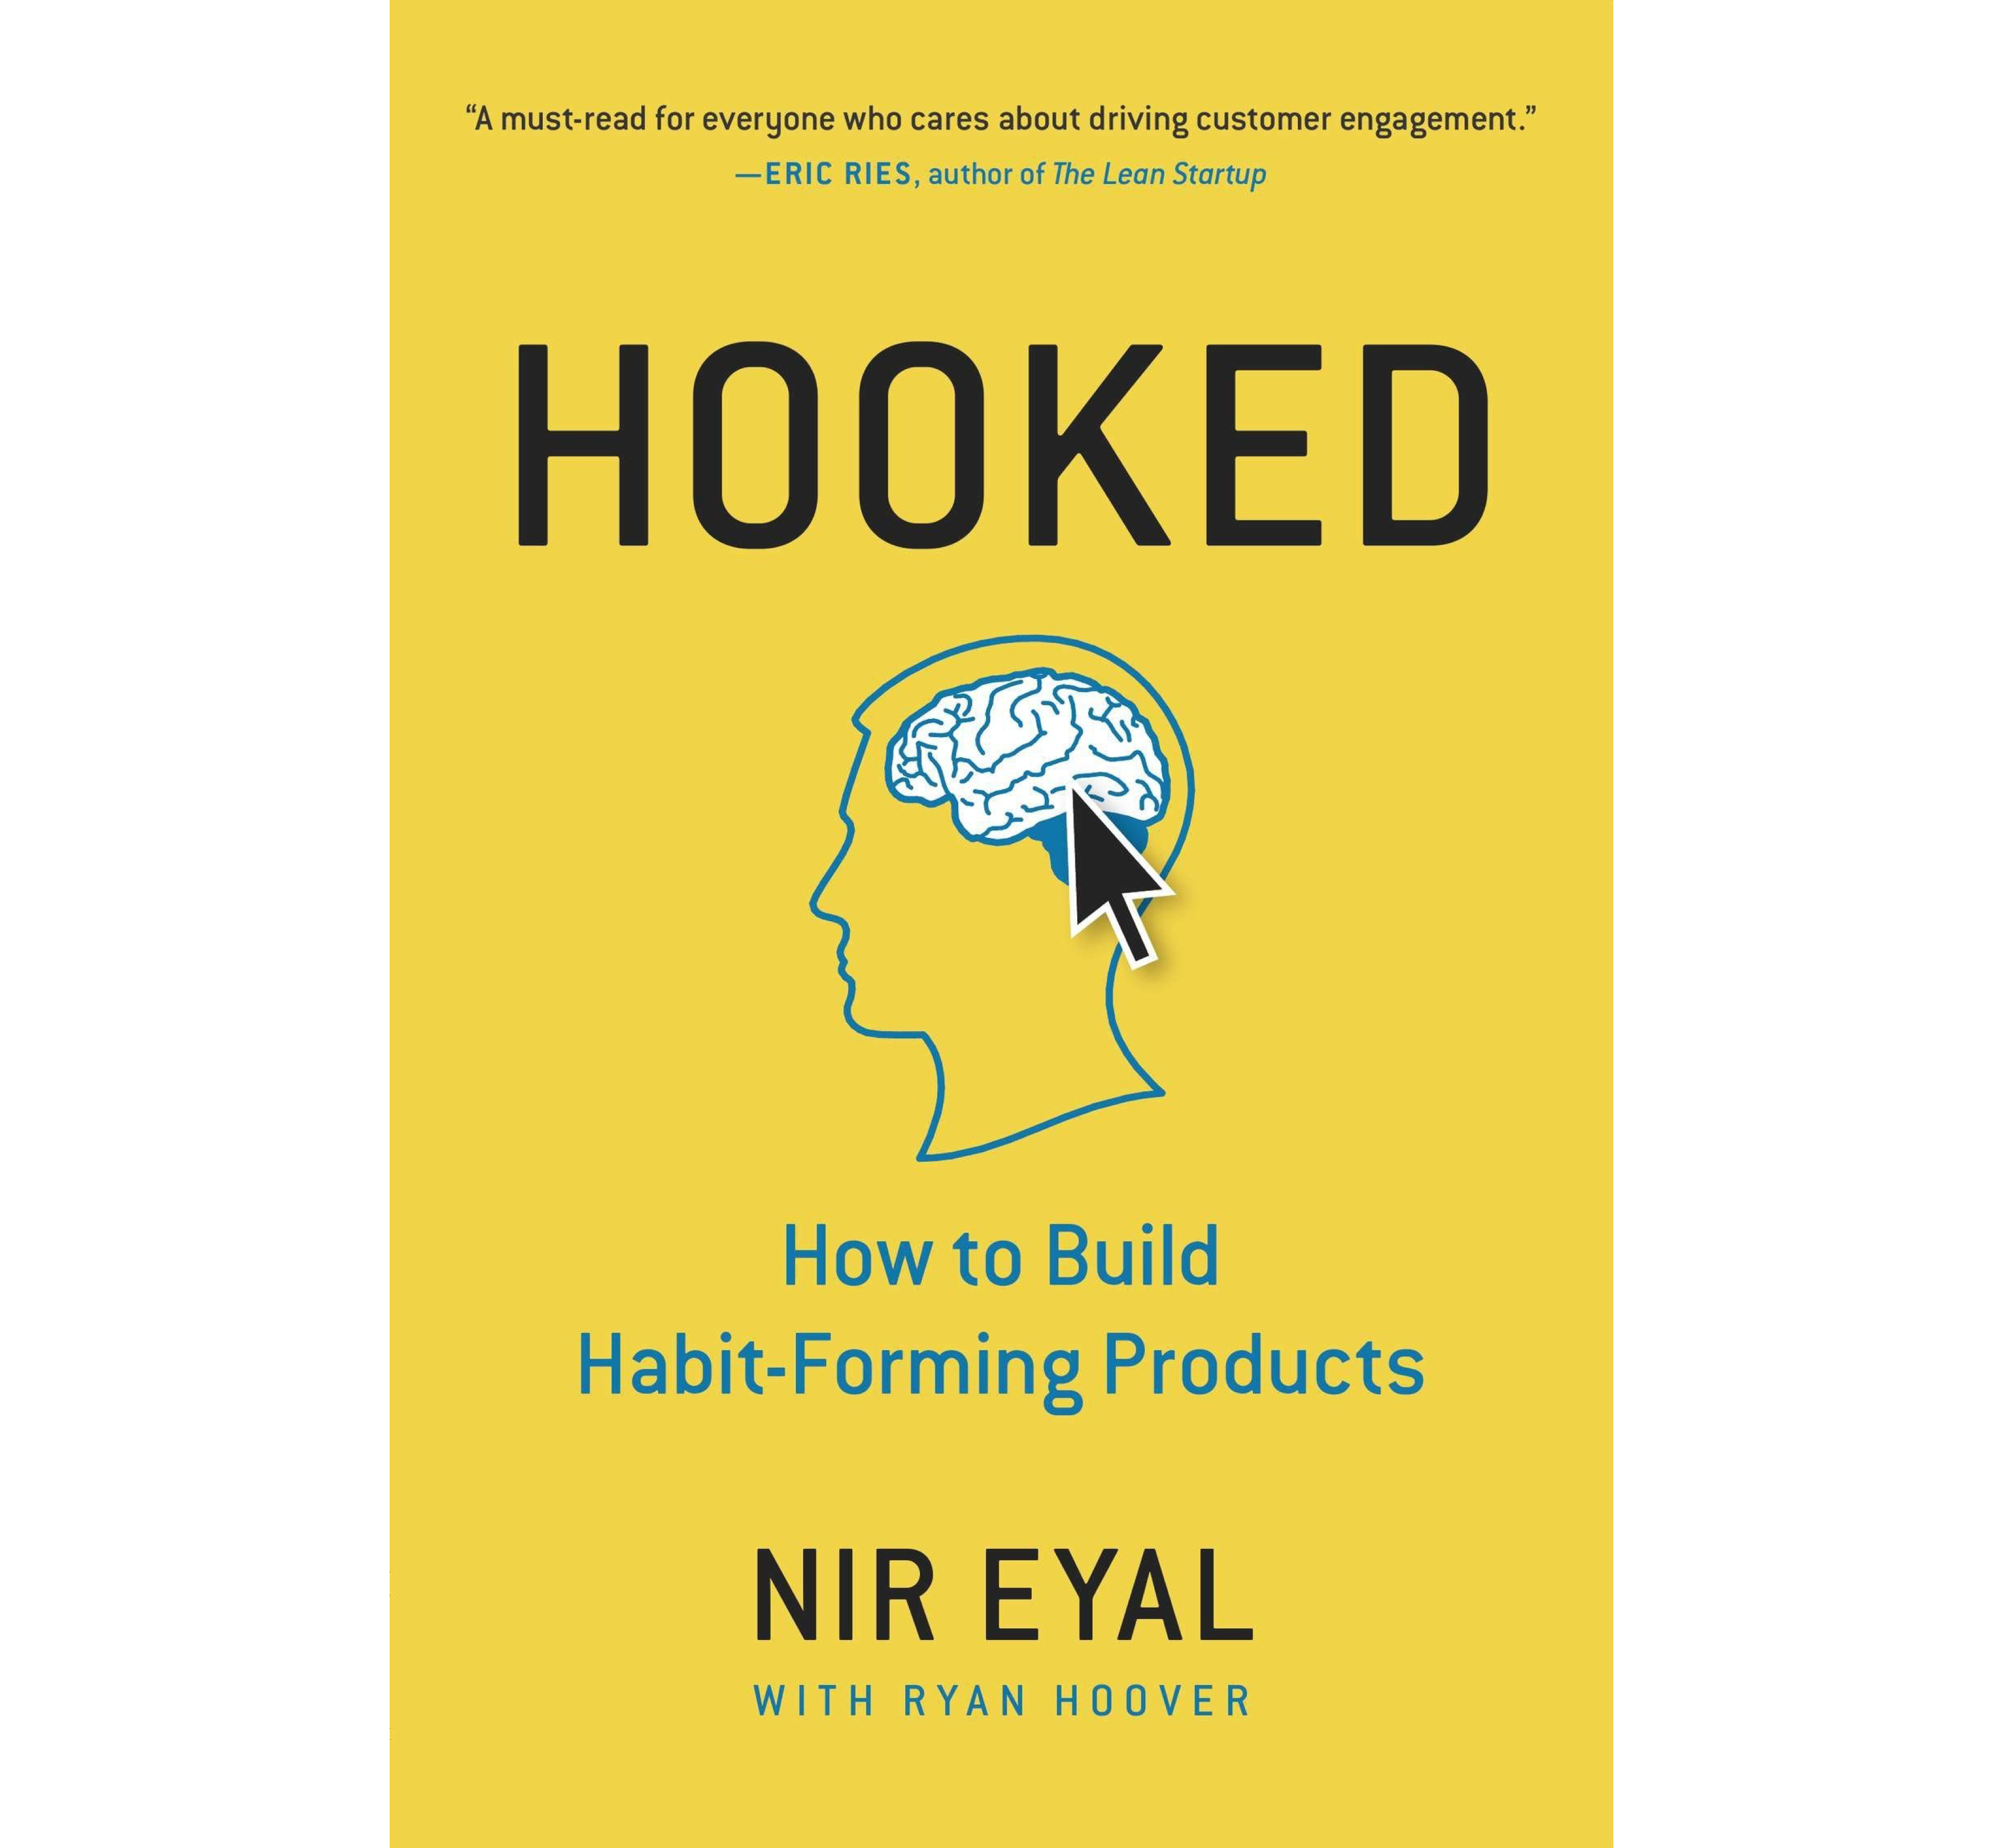 “A must-read for everyone who cares about driving customer engagement.”
—ERIC RIES, author of The Lean Startup
HOOKED
How to Build
Habit-Forming Products
NIR EYAL
WITH RYAN HOOVER